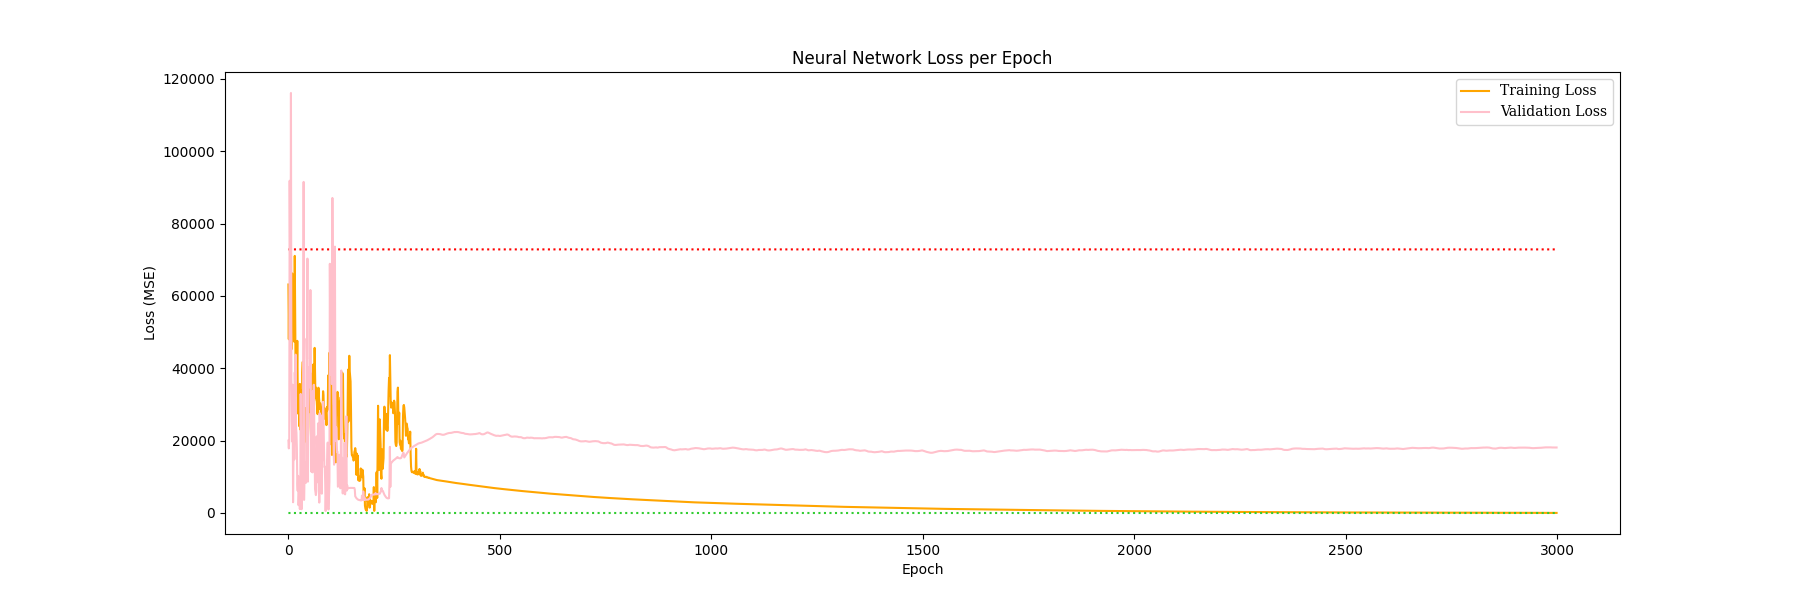 Neural Network Loss per Epoch
Training Loss
Validation Loss
Loss (MSE)
120000
100000
80000
60000
40000
20000
0
0 500 1000 1500 2000 2500 3000
Epoch